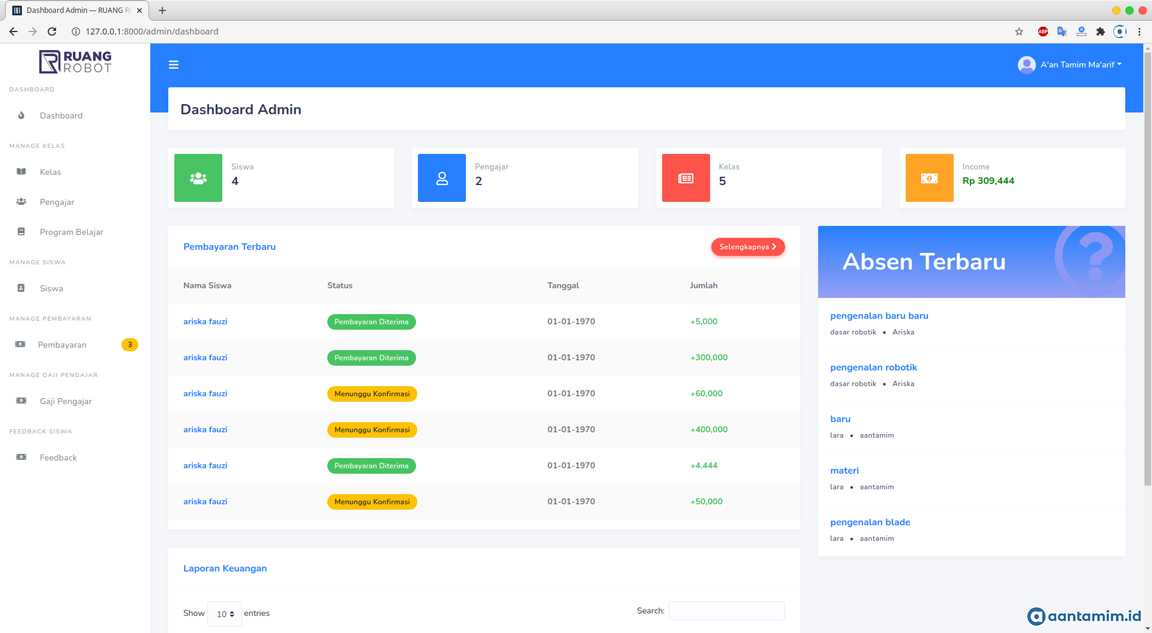 Dashboard Admin — RUANG R
127.0.0.1:8000/admin/dashboard
ABP
RUANG
ROBOT
A'an Tamim Ma'arif
DASHBOARD
Dashboard
MANAGE KELAS
Kelas
Pengajar
Program Belajar
MANAGE SISWA
Siswa
MANAGE PEMBAYARAN
Pembayaran 3
MANAGE GAJI PENGAJAR
Gaji Pengajar
FEEDBACK SISWA
Feedback
Dashboard Admin
Siswa
4
Pengajar
2
Kelas
5
Income
Rp 309,444
Pembayaran Terbaru Selengkapnya
Nama Siswa Status Tanggal Jumlah
ariska fauzi Pembayaran Diterima 01-01-1970 +5,000
ariska fauzi Pembayaran Diterima 01-01-1970 +300,000
ariska fauzi Menunggu Konfirmasi 01-01-1970 +60,000
ariska fauzi Menunggu Konfirmasi 01-01-1970 +400,000
ariska fauzi Pembayaran Diterima 01-01-1970 +4,444
ariska fauzi Menunggu Konfirmasi 01-01-1970 +50,000
Absen Terbaru
pengenalan baru baru
dasar robotik • Ariska
pengenalan robotik
dasar robotik • Ariska
baru
lara • aantamim
materi
lara • aantamim
pengenalan blade
lara • aantamim
Laporan Keuangan
Show 10 entries Search:
aantamim.id